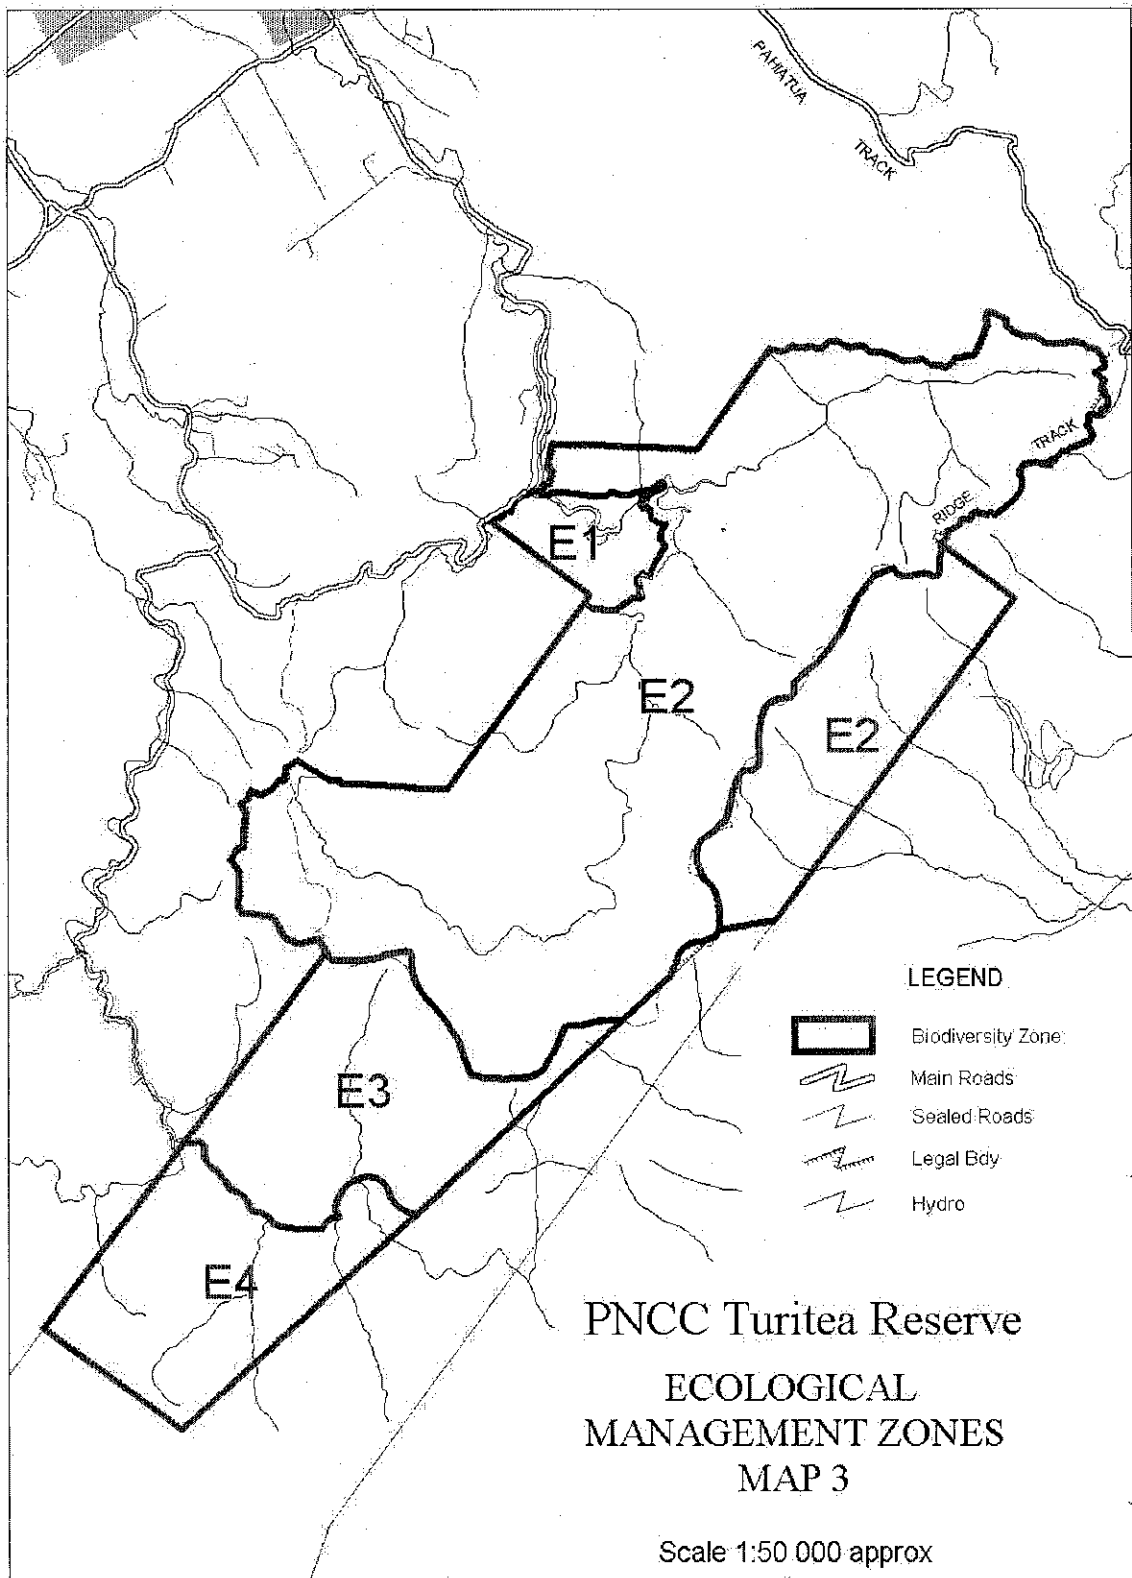 PAHIATUA
TRACK
TRACK
RIDGE
E1
E2
E2
E3
E4
LEGEND
Biodiversity Zone
Main Roads
Sealed Roads
Legal Bdy
Hydro
PNCC Turitea Reserve
ECOLOGICAL
MANAGEMENT ZONES
MAP 3
Scale 1:50 000 approx